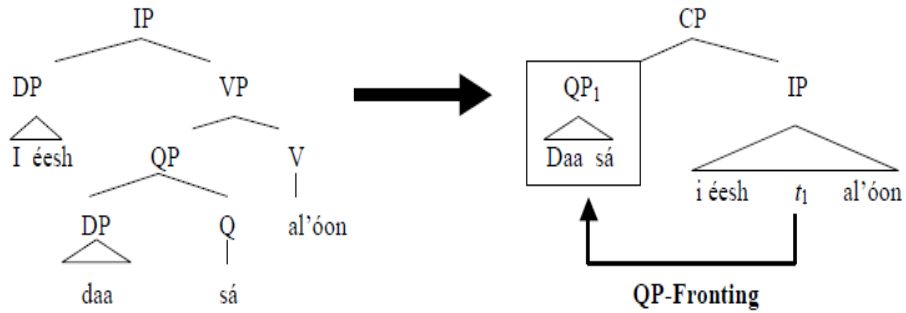 IP CP
DP VP QP₁ IP
I éesh QP V Daa sá
DP Q al'óon i éesh t₁ al'óon
daa sá
QP-Fronting